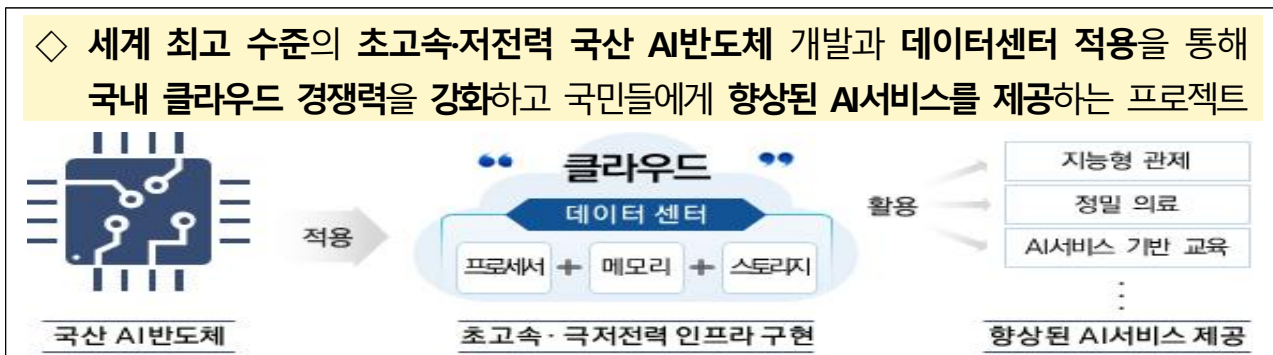 ◇ 세계 최고 수준의 초고속·저전력 국산 AI반도체 개발과 데이터센터 적용을 통해
국내 클라우드 경쟁력을 강화하고 국민들에게 향상된 AI서비스를 제공하는 프로젝트
적용
“ 클라우드 ”
데이터 센터
프로세서 + 메모리 + 스토리지
활용
지능형 관제
정밀 의료
AI서비스 기반 교육
⋮
국산 AI반도체
초고속·극저전력 인프라 구현
향상된 AI서비스 제공